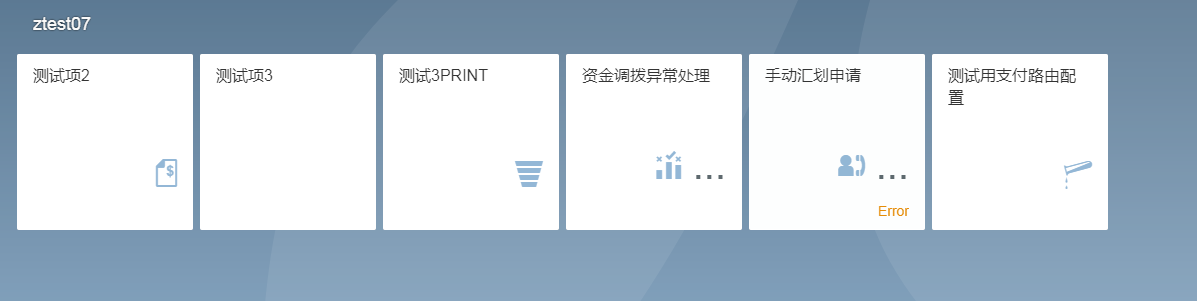 ztest07
测试项2
测试项3
测试3PRINT
资金调拨异常处理
手动汇划申请
测试用支付路由配
置
...
...
Error